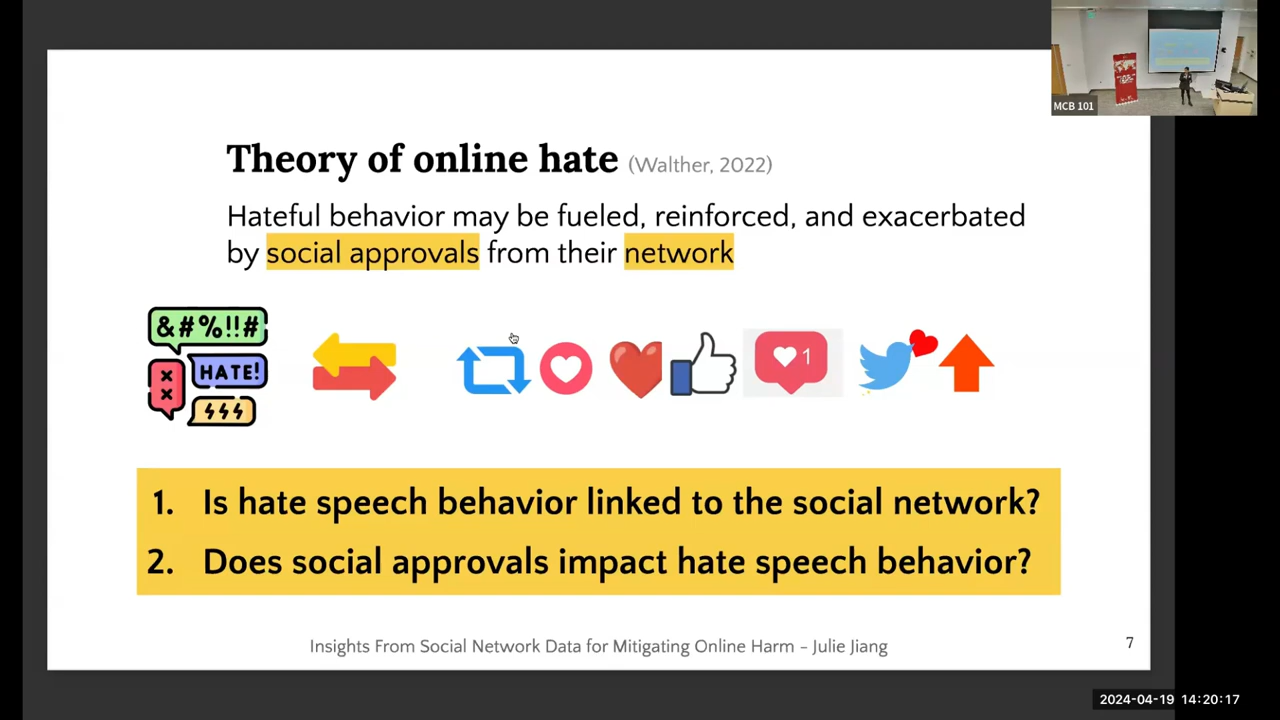 MCB 101
Theory of online hate (Walther, 2022)
Hateful behavior may be fueled, reinforced, and exacerbated
by social approvals from their network
&#%!!#
HATE!
1
1. Is hate speech behavior linked to the social network?
2. Does social approvals impact hate speech behavior?
Insights From Social Network Data for Mitigating Online Harm – Julie Jiang
7
2024-04-19 14:20:17